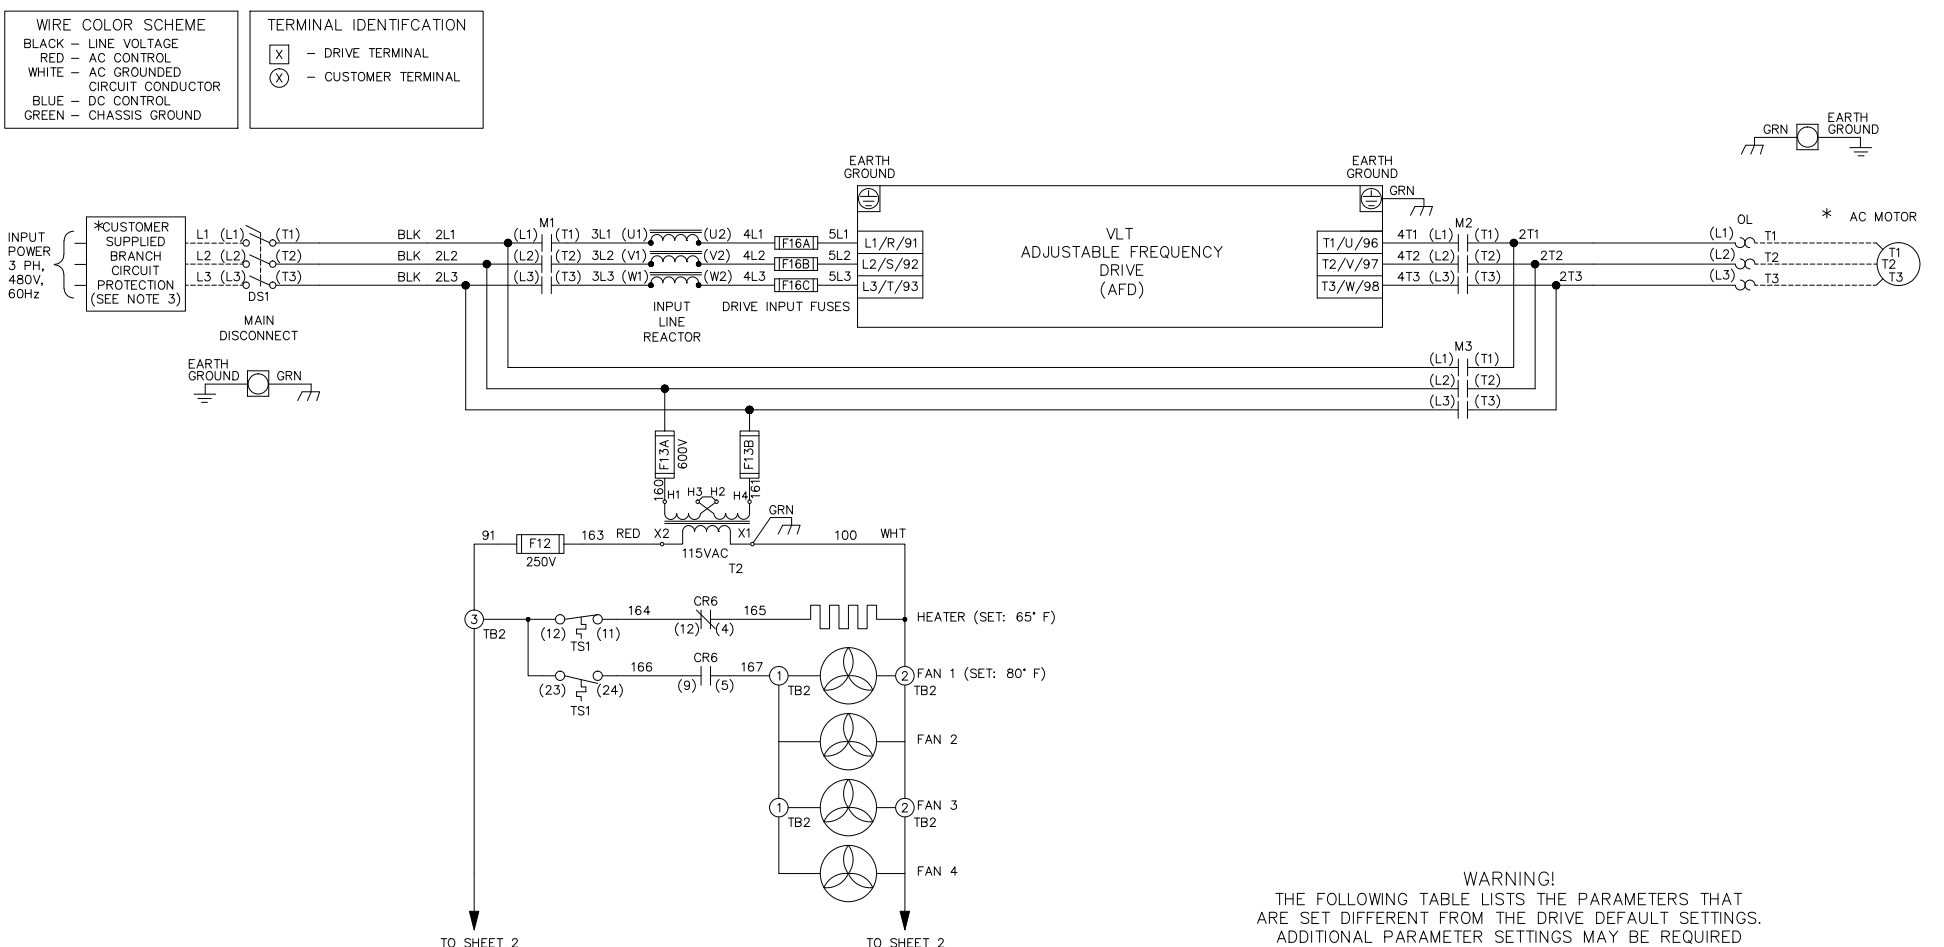 WIRE COLOR SCHEME
BLACK – LINE VOLTAGE
RED – AC CONTROL
WHITE – AC GROUNDED
CIRCUIT CONDUCTOR
BLUE – DC CONTROL
GREEN – CHASSIS GROUND
TERMINAL IDENTIFCATION
X – DRIVE TERMINAL
X – CUSTOMER TERMINAL
GRN
EARTH
GROUND
INPUT
POWER
3 PH,
480V,
60Hz
*CUSTOMER
SUPPLIED
BRANCH
CIRCUIT
PROTECTION
(SEE NOTE 3)
L1 (L1) (T1) BLK 2L1 (L1) M1 (T1) 3L1 (U1) (U2) 4L1 F16A 5L1 L1/R/91
L2 (L2) (T2) BLK 2L2 (L2) (T2) 3L2 (V1) (V2) 4L2 F16B 5L2 L2/S/92
L3 (L3) (T3) BLK 2L3 (L3) (T3) 3L3 (W1) (W2) 4L3 F16C 5L3 L3/T/93
DS1
MAIN
DISCONNECT
INPUT
LINE
REACTOR
DRIVE INPUT FUSES
EARTH
GROUND
VLT
ADJUSTABLE FREQUENCY
DRIVE
(AFD)
EARTH
GROUND
GRN
T1/U/96 4T1 (L1) M2 (T1) 2T1 (L1) OL T1
T2/V/97 4T2 (L2) (T2) 2T2 (L2) T2
T3/W/98 4T3 (L3) (T3) 2T3 (L3) T3
* AC MOTOR
T1
T2
T3
EARTH
GROUND GRN
M3
(L1) (T1)
(L2) (T2)
(L3) (T3)
F13A
600V
F13B
160
161
H1 H3 H2 H4
GRN
91 F12 163 RED X2 X1 100 WHT
250V
115VAC
T2
3
TB2
(12) (11)
TS1
164
CR6
(12) (4)
165
HEATER (SET: 65° F)
(23) (24)
TS1
166
CR6
(9) (5)
167
1
TB2
2
TB2
FAN 1 (SET: 80° F)
FAN 2
1
TB2
2
TB2
FAN 3
FAN 4
TO SHEET 2
TO SHEET 2
WARNING!
THE FOLLOWING TABLE LISTS THE PARAMETERS THAT
ARE SET DIFFERENT FROM THE DRIVE DEFAULT SETTINGS.
ADDITIONAL PARAMETER SETTINGS MAY BE REQUIRED